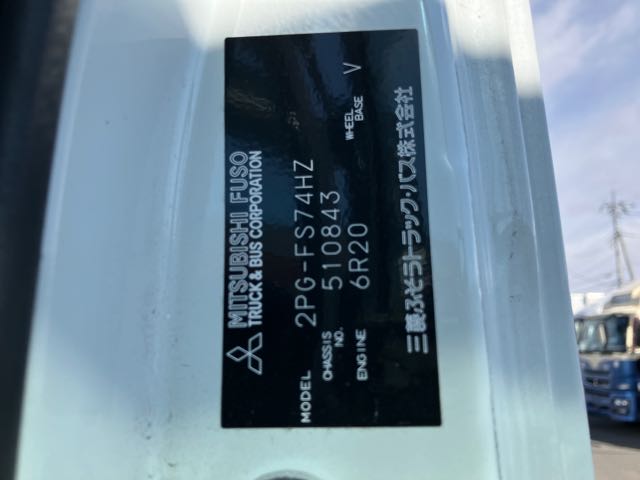 MITSUBISHI FUSO
TRUCK & BUS CORPORATION
MODEL 2PG-FS74HZ
CHASSIS NO. 510843
ENGINE 6R20 WHEEL BASE V
三菱ふそうトラック・バス株式会社